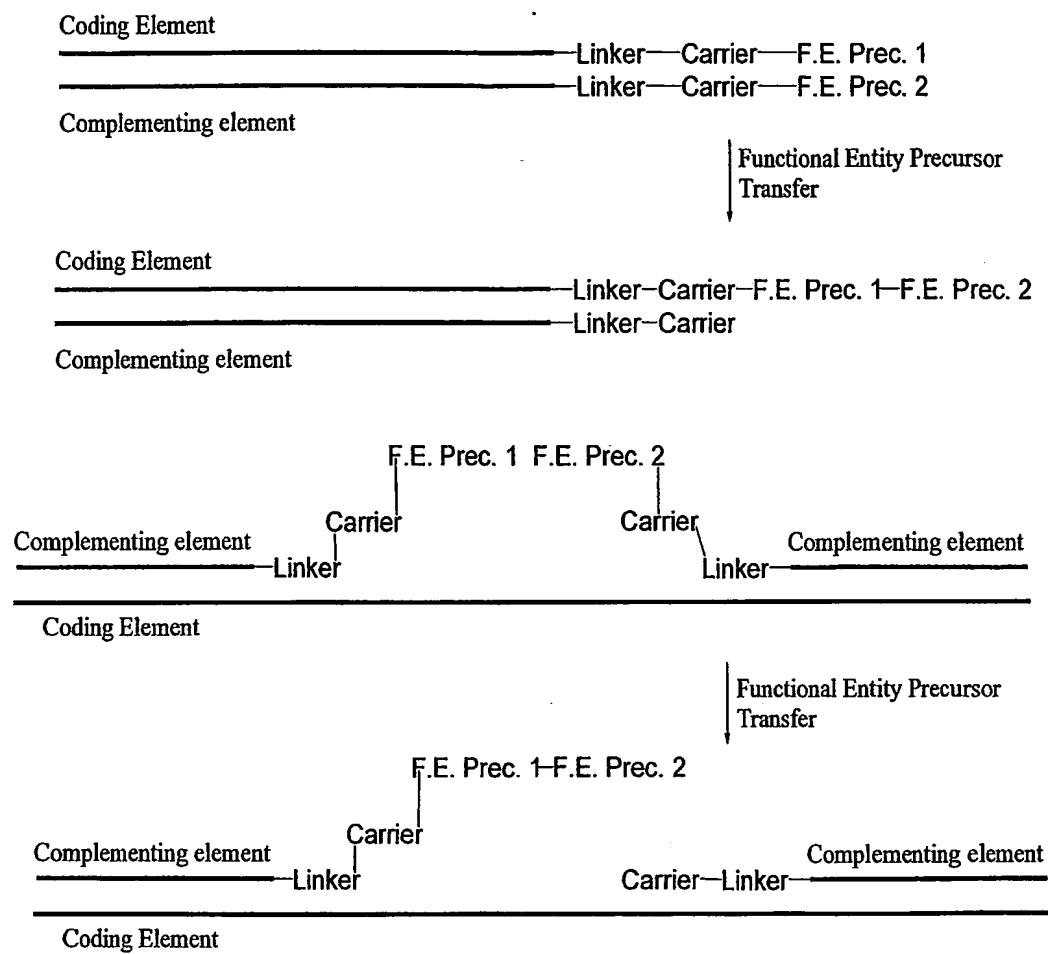 Coding Element
Linker—Carrier—F.E. Prec. 1
Linker—Carrier—F.E. Prec. 2
Complementing element
Functional Entity Precursor
Transfer
Coding Element
Linker—Carrier—F.E. Prec. 1—F.E. Prec. 2
Linker—Carrier
Complementing element
F.E. Prec. 1 F.E. Prec. 2
Carrier Carrier
Complementing element Complementing element
Linker Linker
Coding Element
Functional Entity Precursor
Transfer
F.E. Prec. 1—F.E. Prec. 2
Carrier
Complementing element Complementing element
Linker Carrier—Linker
Coding Element